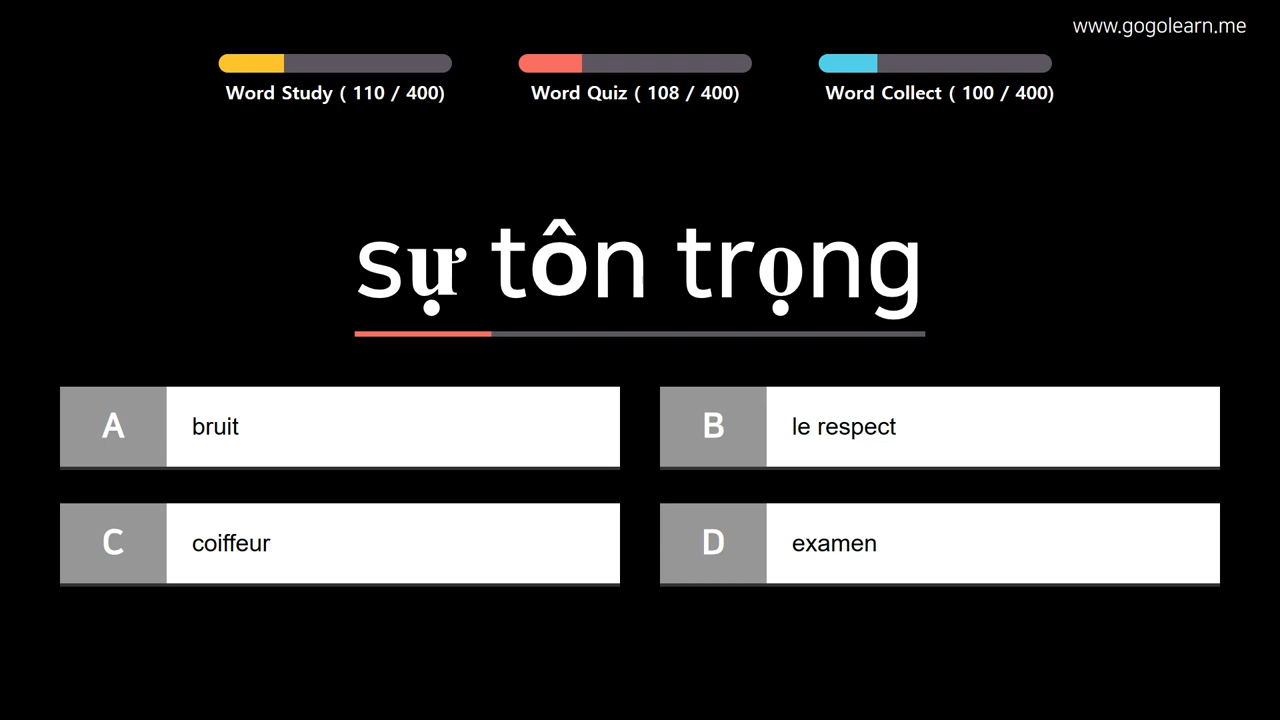 www.gogolearn.me
Word Study ( 110 / 400)
Word Quiz ( 108 / 400)
Word Collect ( 100 / 400)
sự tôn trọng
A bruit
B le respect
C coiffeur
D examen